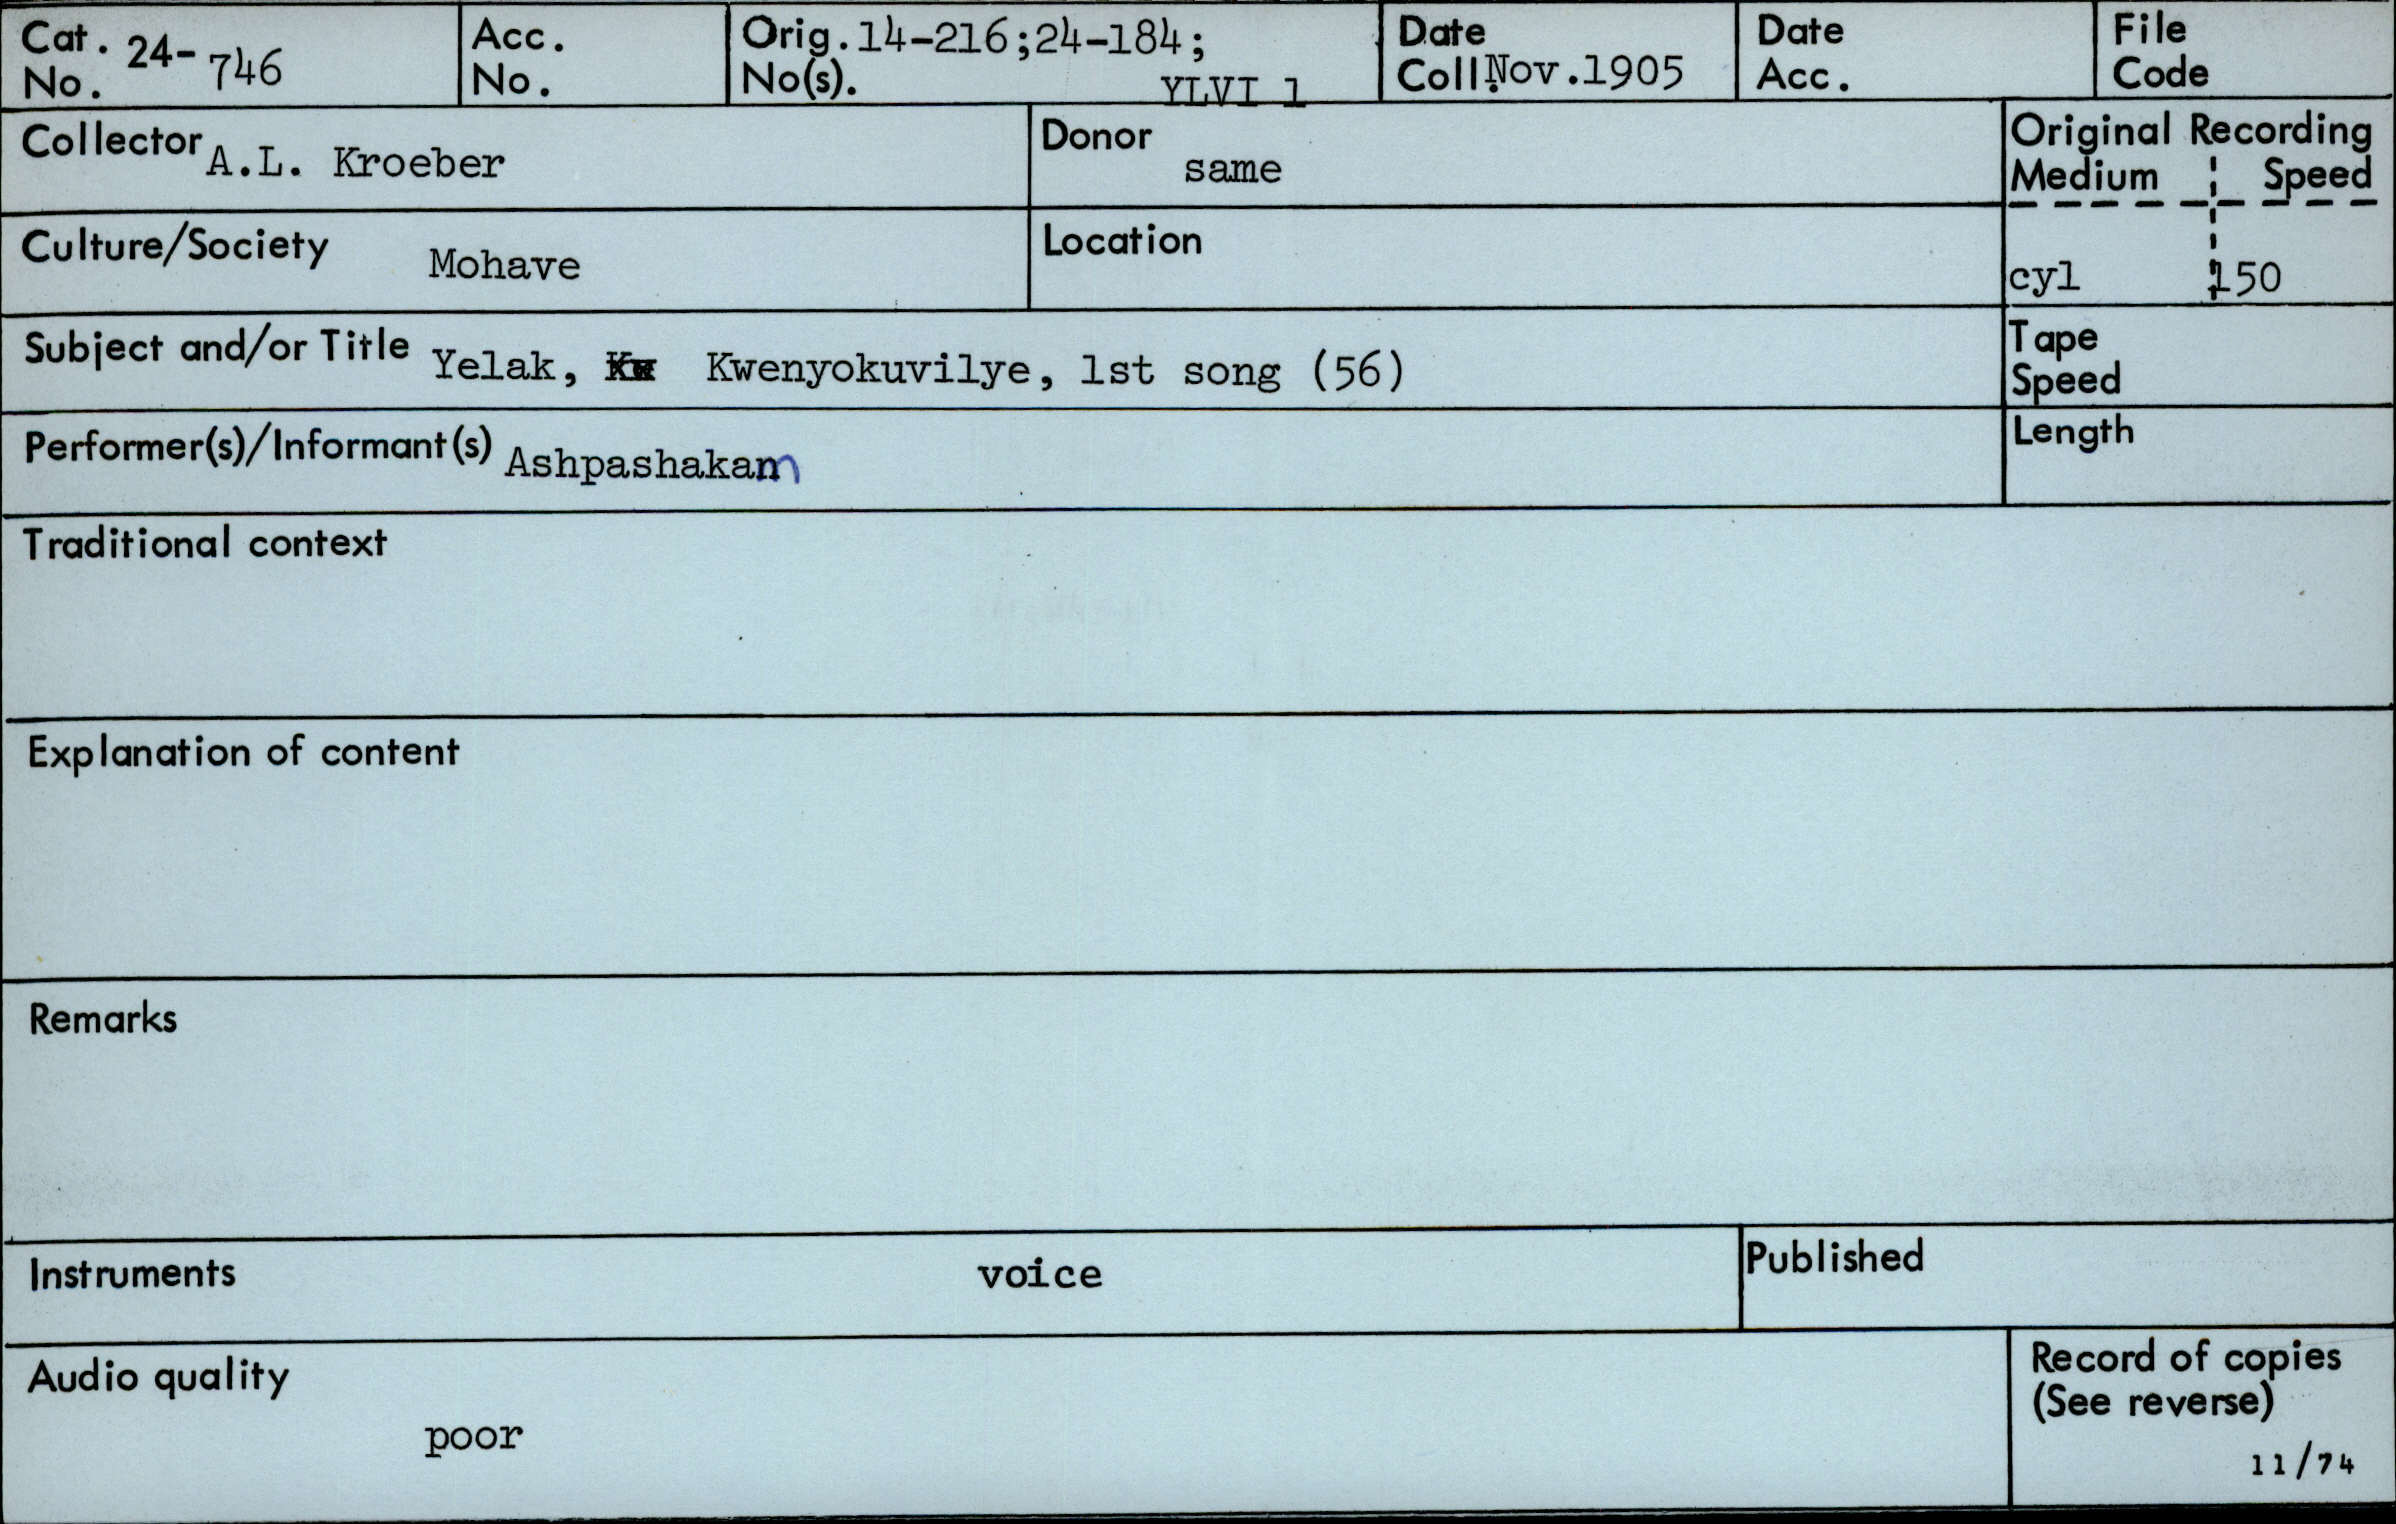 Cat. No. 24-746
Acc. No.
Orig. No(s). 14-216;24-184; YLVI 1
Date Coll. Nov.1905
Date Acc.
File Code
Collector A.L. Kroeber
Donor same
Original Recording
Medium Speed
cyl 150
Culture/Society Mohave
Location
Subject and/or Title Yelak, Kwenyokuvilye, 1st song (56)
Tape Speed
Performer(s)/Informant(s) Ashpashakam
Length
Traditional context
Explanation of content
Remarks
Instruments voice
Published
Audio quality
poor
Record of copies
(See reverse)
11/74